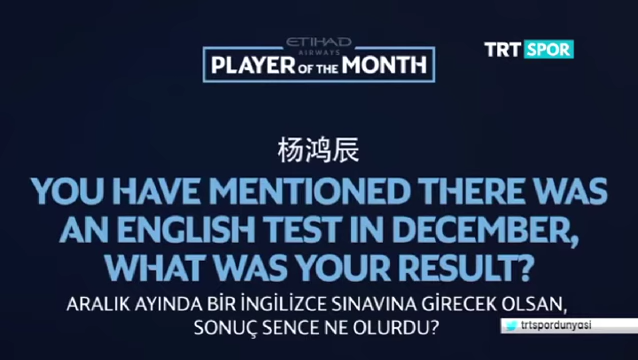 ETIHAD
AIRWAYS
PLAYER OF THE MONTH
TRT SPOR
杨鸿辰
YOU HAVE MENTIONED THERE WAS
AN ENGLISH TEST IN DECEMBER,
WHAT WAS YOUR RESULT?
ARALIK AYINDA BİR İNGİLİZCE SINAVINA GİRECEK OLSAN,
SONUÇ SENCE NE OLURDU?
trtspordunyasi